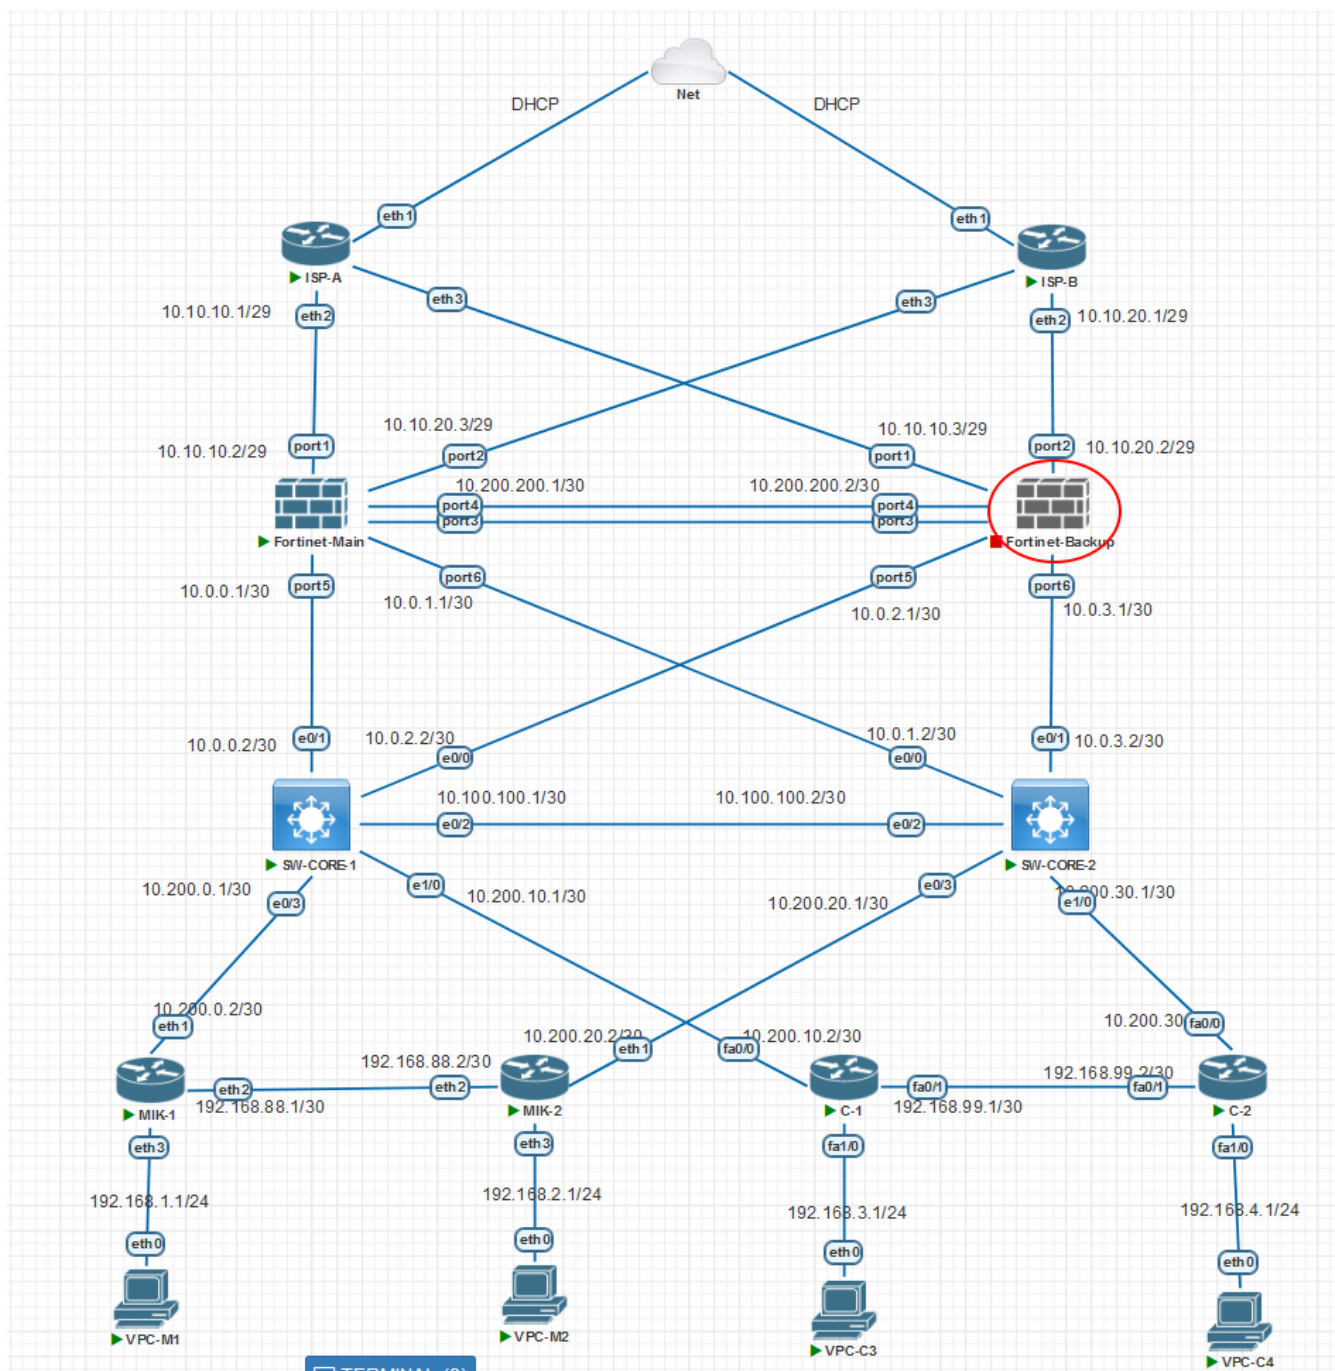 Net
DHCP
DHCP
eth1
eth1
ISP-A
ISP-B
eth3
eth3
10.10.10.1/29
eth2
eth2
10.10.20.1/29
10.10.20.3/29
10.10.10.3/29
10.10.10.2/29
port1
port2
port1
port2
10.10.20.2/29
10.200.200.1/30
10.200.200.2/30
port4
port4
port3
port3
Fortinet-Main
Fortinet-Backup
10.0.0.1/30
port5
port6
10.0.1.1/30
port5
10.0.2.1/30
port6
10.0.3.1/30
10.0.0.2/30
e0/1
10.0.2.2/30
e0/0
10.0.1.2/30
e0/0
e0/1
10.0.3.2/30
10.100.100.1/30
10.100.100.2/30
e0/2
e0/2
SW-CORE-1
SW-CORE-2
10.200.0.1/30
e0/3
e1/0
10.200.10.1/30
10.200.20.1/30
e0/3
e1/0
10.200.30.1/30
10.200.0.2/30
eth1
10.200.20.2/30
eth1
fa0/0
10.200.10.2/30
10.200.30
fa0/0
192.168.88.2/30
192.168.99.2/30
eth2
eth2
fa0/1
fa0/1
192.168.88.1/30
192.168.99.1/30
MIK-1
MIK-2
C-1
C-2
eth3
eth3
fa1/0
fa1/0
192.168.1.1/24
192.168.2.1/24
192.168.3.1/24
192.168.4.1/24
eth0
eth0
eth0
eth0
VPC-M1
VPC-M2
VPC-C3
VPC-C4
TERMINAL